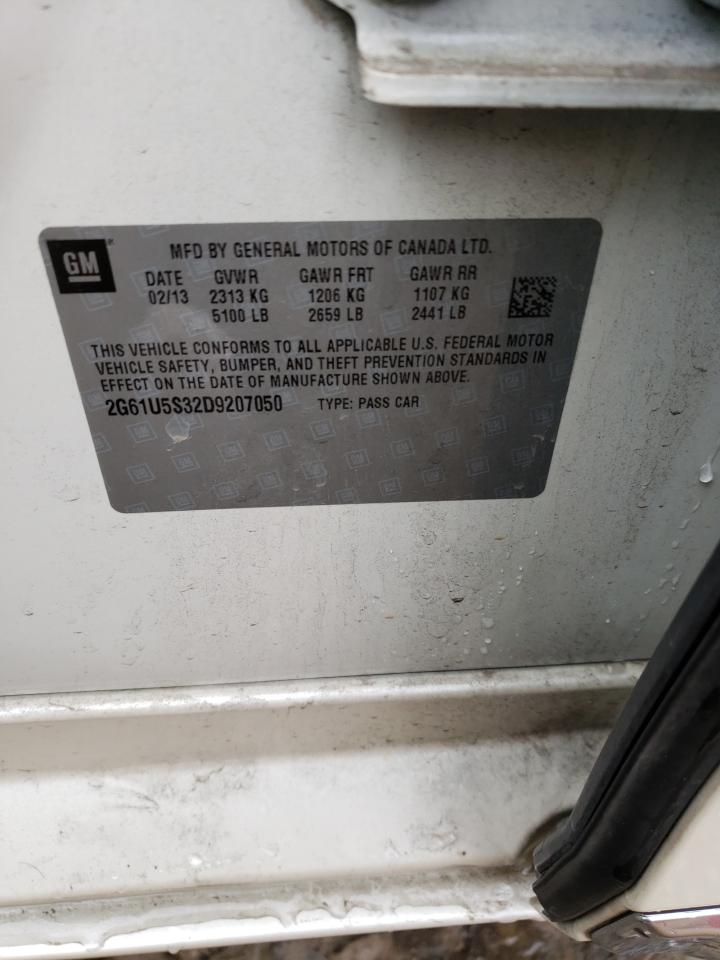 GM
MFD BY GENERAL MOTORS OF CANADA LTD.
DATE GVWR GAWR FRT GAWR RR
02/13 2313 KG 1206 KG 1107 KG
5100 LB 2659 LB 2441 LB
THIS VEHICLE CONFORMS TO ALL APPLICABLE U.S. FEDERAL MOTOR
VEHICLE SAFETY, BUMPER, AND THEFT PREVENTION STANDARDS IN
EFFECT ON THE DATE OF MANUFACTURE SHOWN ABOVE.
2G61U5S32D9207050 TYPE: PASS CAR